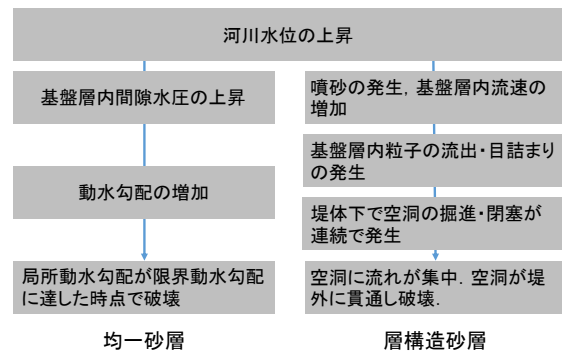 河川水位の上昇
基盤層内間隙水圧の上昇
動水勾配の増加
局所動水勾配が限界動水勾配
に達した時点で破壊
均一砂層
噴砂の発生，基盤層内流速の
増加
基盤層内粒子の流出・目詰まり
の発生
堤体下で空洞の掘進・閉塞が
連続で発生
空洞に流れが集中．空洞が堤
外に貫通し破壊．
層構造砂層